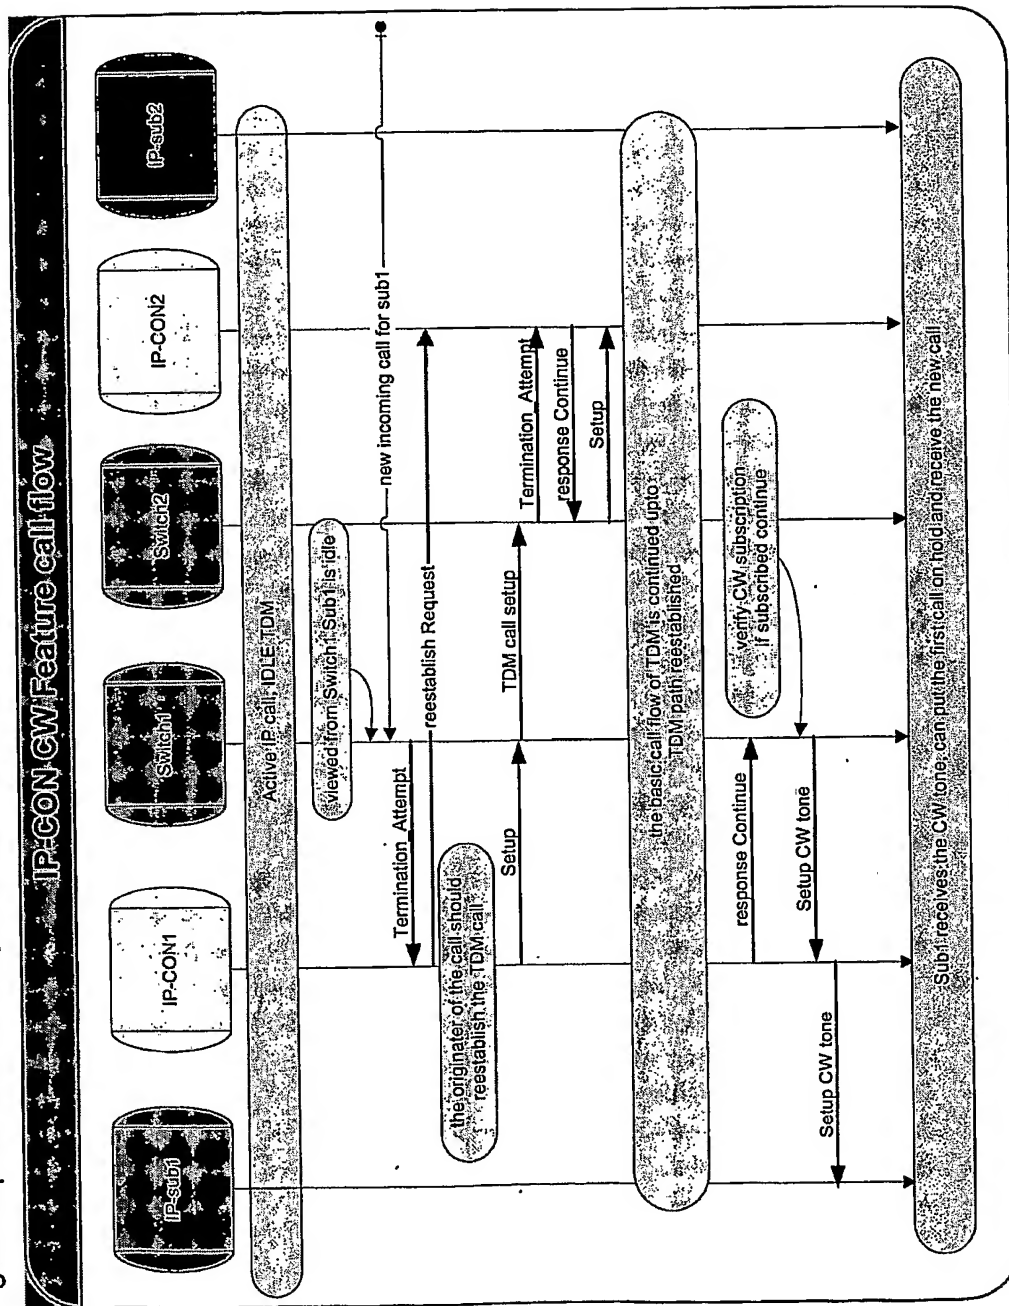 IP-CON CW Feature call flow
IP-sub1
IP-CON1
Switch1
Switch2
IP-CON2
IP-sub2
Active IP call, IDLE TDM
viewed from Switch1 Sub1 is idle
new incoming call for sub1
Termination_Attempt
reestablish Request
the originater of the call should
reestablish the TDM call
Setup
TDM call setup
Termination_Attempt
response Continue
Setup
the basic call flow of TDM is continued upto
TDM path reestablished
verify CW subscription
if subscribed continue
response Continue
Setup CW tone
Setup CW tone
Sub1 receives the CW tone, can put the first call on hold and receive the new call